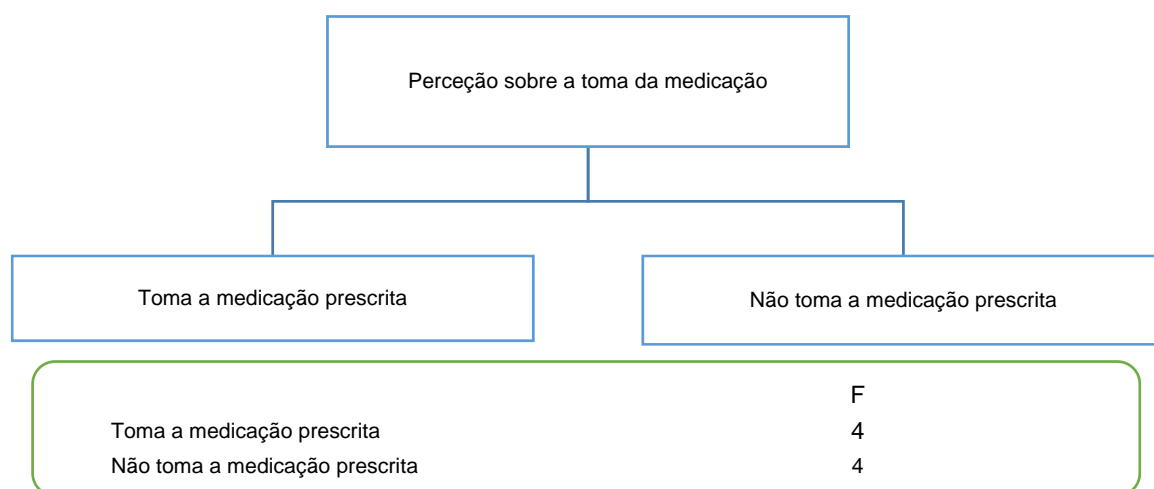 Perceção sobre a toma da medicação
Toma a medicação prescrita
Não toma a medicação prescrita
F
Toma a medicação prescrita 4
Não toma a medicação prescrita 4